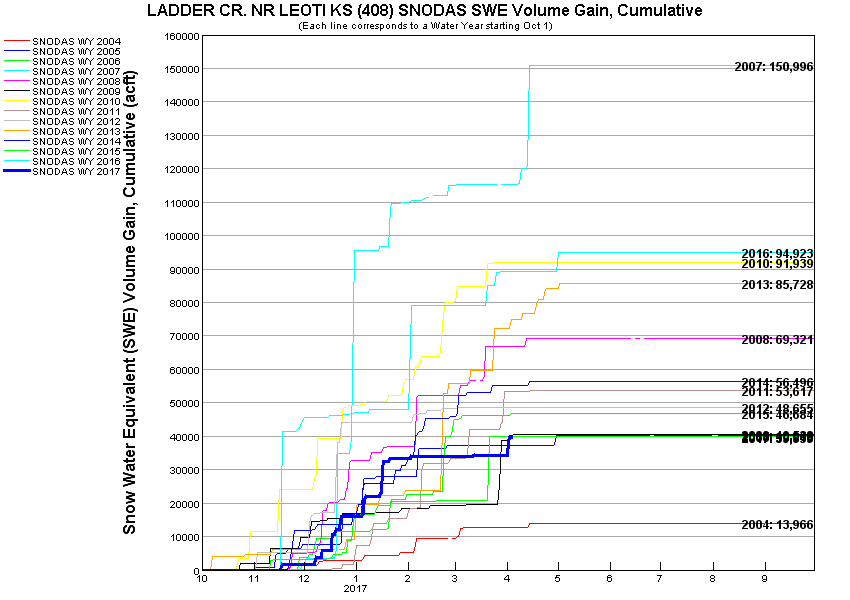 LADDER CR. NR LEOTI KS (408) SNODAS SWE Volume Gain, Cumulative
(Each line corresponds to a Water Year starting Oct 1)
SNODAS WY 2004
SNODAS WY 2005
SNODAS WY 2006
SNODAS WY 2007
SNODAS WY 2008
SNODAS WY 2009
SNODAS WY 2010
SNODAS WY 2011
SNODAS WY 2012
SNODAS WY 2013
SNODAS WY 2014
SNODAS WY 2015
SNODAS WY 2016
SNODAS WY 2017
Snow Water Equivalent (SWE) Volume Gain, Cumulative (acft)
160000
150000
140000
130000
120000
110000
100000
90000
80000
70000
60000
50000
40000
30000
20000
10000
0
2007: 150,996
2016: 94,923
2010: 91,939
2013: 85,728
2008: 69,321
2014: 56,496
2011: 53,617
2012: 48,655
2015: 46,684
2004: 13,966
10 11 12 1 2 3 4 5 6 7 8 9
2017